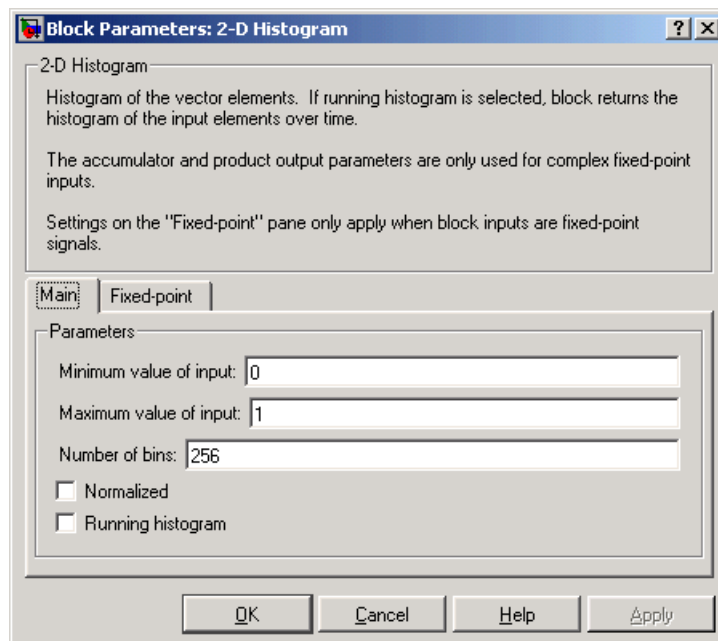 Block Parameters: 2-D Histogram
2-D Histogram
Histogram of the vector elements. If running histogram is selected, block returns the
histogram of the input elements over time.
The accumulator and product output parameters are only used for complex fixed-point
inputs.
Settings on the "Fixed-point" pane only apply when block inputs are fixed-point
signals.
Main Fixed-point
Parameters
Minimum value of input: 0
Maximum value of input: 1
Number of bins: 256
Normalized
Running histogram
OK Cancel Help Apply